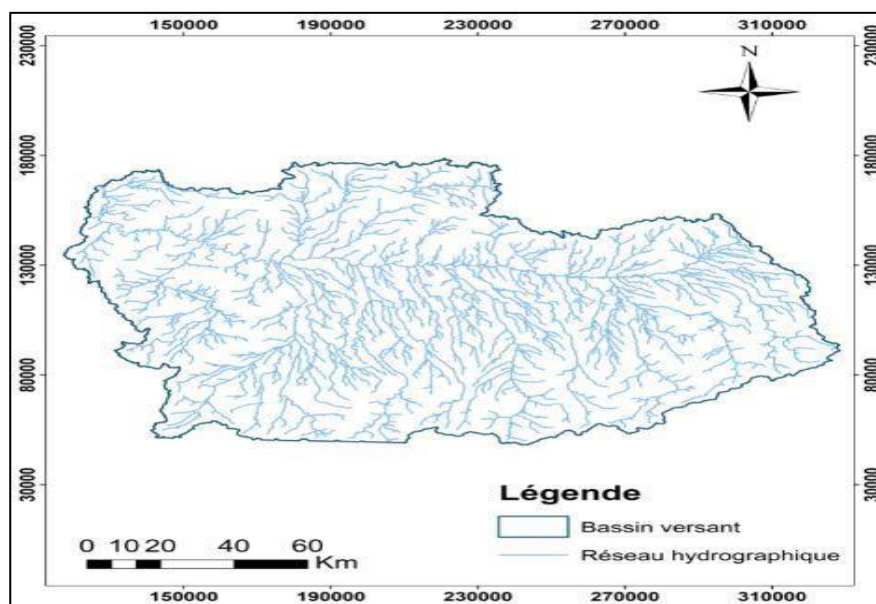 150000 190000 230000 270000 310000
230000 230000
N
180000 180000
130000 130000
80000 80000
30000 30000
Légende
Bassin versant
Réseau hydrographique
0 10 20 40 60
Km
150000 190000 230000 270000 310000